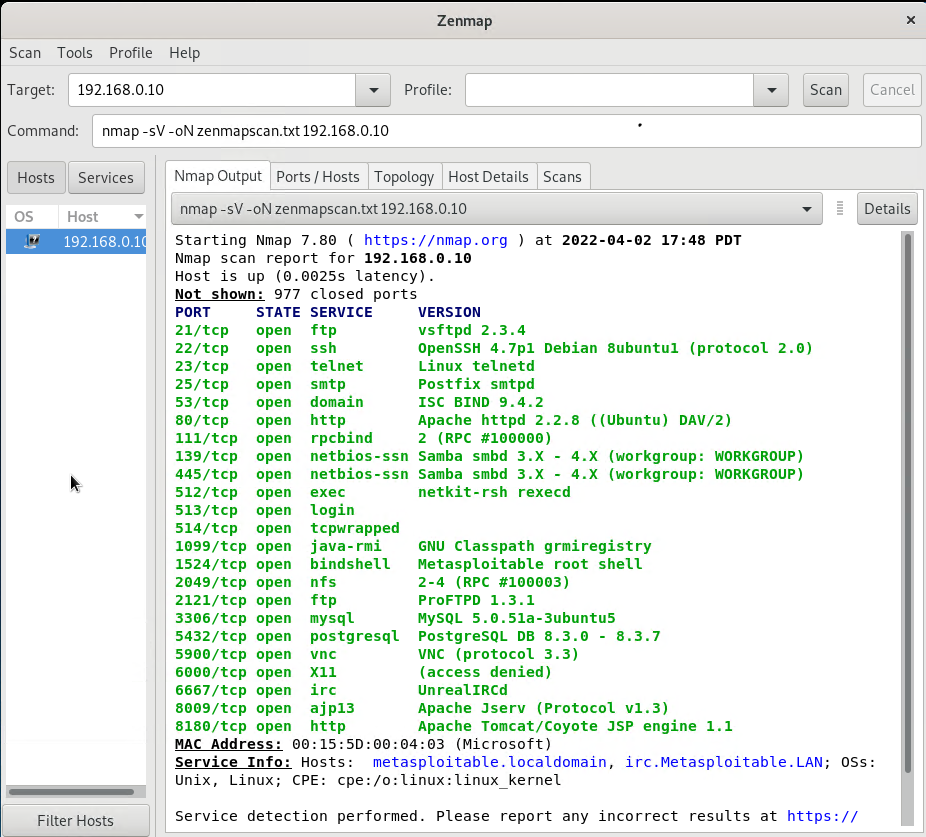 Zenmap
Scan Tools Profile Help
Target: 192.168.0.10 Profile: Scan Cancel
Command: nmap -sV -oN zenmapscan.txt 192.168.0.10
Hosts Services
Nmap Output Ports / Hosts Topology Host Details Scans
OS Host
192.168.0.10
nmap -sV -oN zenmapscan.txt 192.168.0.10 Details
Starting Nmap 7.80 ( https://nmap.org ) at 2022-04-02 17:48 PDT
Nmap scan report for 192.168.0.10
Host is up (0.0025s latency).
Not shown: 977 closed ports
PORT STATE SERVICE VERSION
21/tcp open ftp vsftpd 2.3.4
22/tcp open ssh OpenSSH 4.7p1 Debian 8ubuntu1 (protocol 2.0)
23/tcp open telnet Linux telnetd
25/tcp open smtp Postfix smtpd
53/tcp open domain ISC BIND 9.4.2
80/tcp open http Apache httpd 2.2.8 ((Ubuntu) DAV/2)
111/tcp open rpcbind 2 (RPC #100000)
139/tcp open netbios-ssn Samba smbd 3.X - 4.X (workgroup: WORKGROUP)
445/tcp open netbios-ssn Samba smbd 3.X - 4.X (workgroup: WORKGROUP)
512/tcp open exec netkit-rsh rexecd
513/tcp open login
514/tcp open tcpwrapped
1099/tcp open java-rmi GNU Classpath grmiregistry
1524/tcp open bindshell Metasploitable root shell
2049/tcp open nfs 2-4 (RPC #100003)
2121/tcp open ftp ProFTPD 1.3.1
3306/tcp open mysql MySQL 5.0.51a-3ubuntu5
5432/tcp open postgresql PostgreSQL DB 8.3.0 - 8.3.7
5900/tcp open vnc VNC (protocol 3.3)
6000/tcp open X11 (access denied)
6667/tcp open irc UnrealIRCd
8009/tcp open ajp13 Apache Jserv (Protocol v1.3)
8180/tcp open http Apache Tomcat/Coyote JSP engine 1.1
MAC Address: 00:15:5D:00:04:03 (Microsoft)
Service Info: Hosts: metasploitable.localdomain, irc.Metasploitable.LAN; OSs:
Unix, Linux; CPE: cpe:/o:linux:linux_kernel
Service detection performed. Please report any incorrect results at https://
Filter Hosts